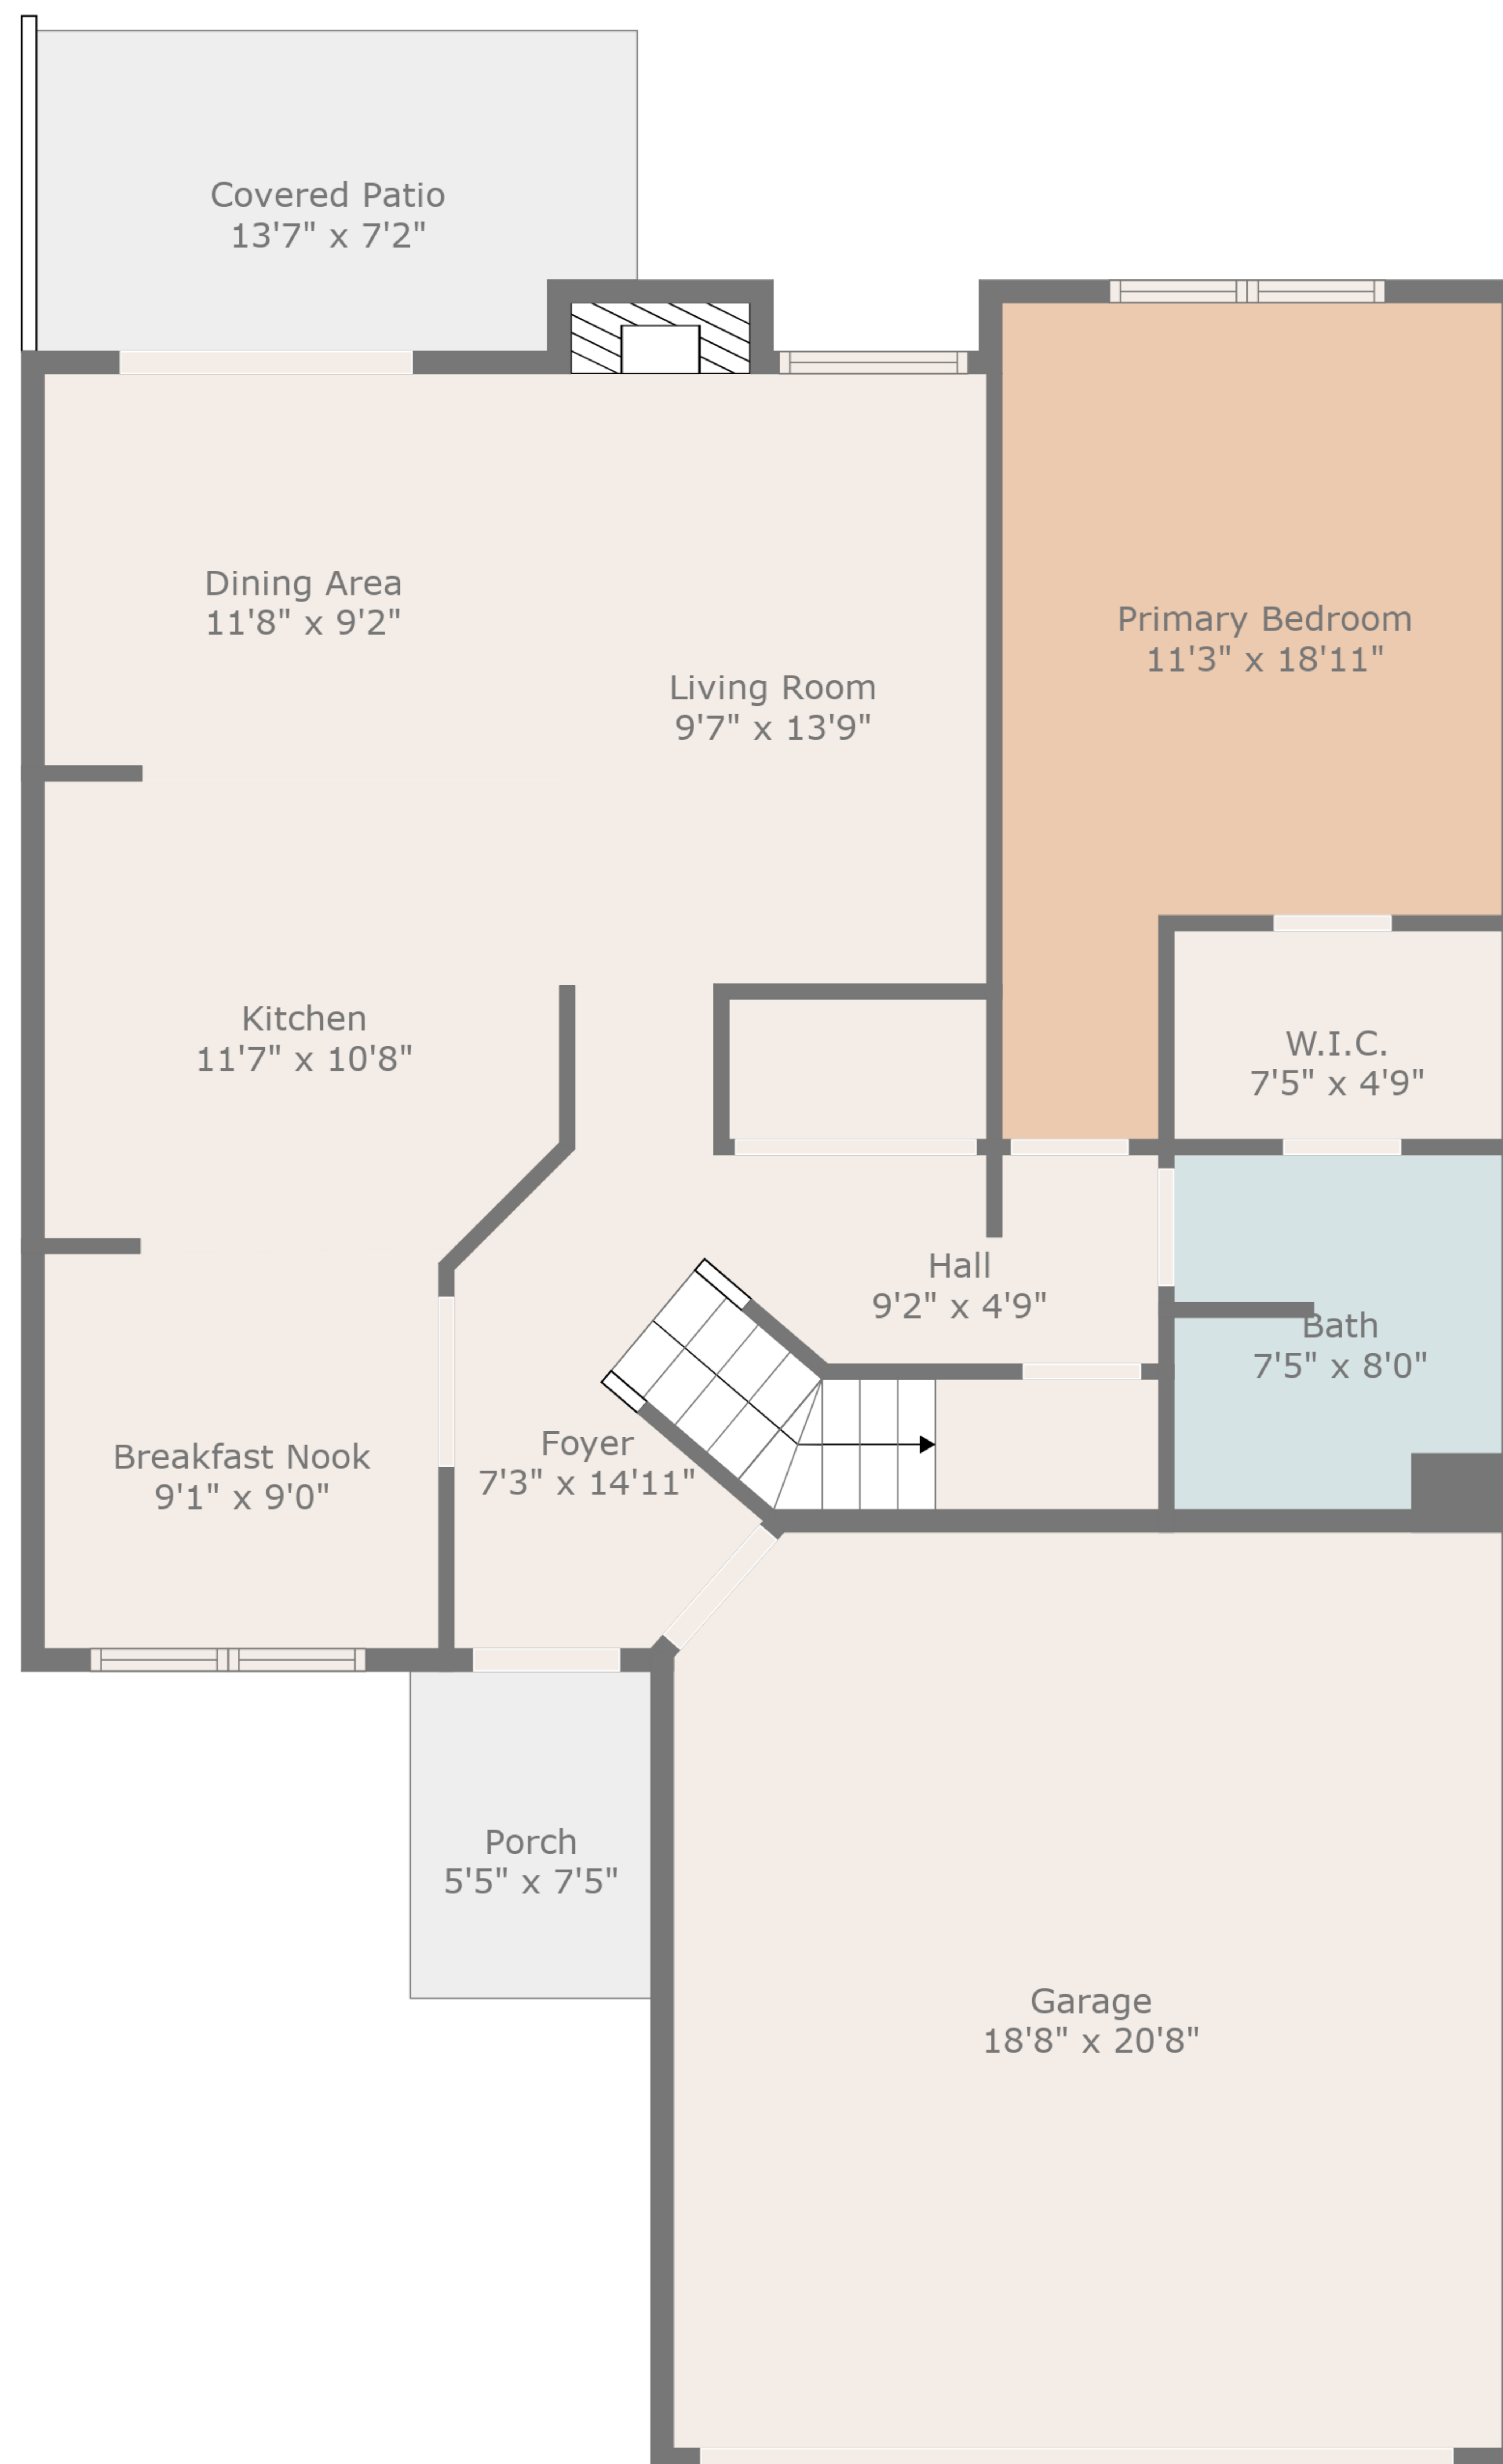 Covered Patio
13'7" x 7'2"
Dining Area
11'8" x 9'2"
Living Room
9'7" x 13'9"
Primary Bedroom
11'3" x 18'11"
Kitchen
11'7" x 10'8"
W.I.C.
7'5" x 4'9"
Hall
9'2" x 4'9"
Bath
7'5" x 8'0"
Breakfast Nook
9'1" x 9'0"
Foyer
7'3" x 14'11"
Porch
5'5" x 7'5"
Garage
18'8" x 20'8"